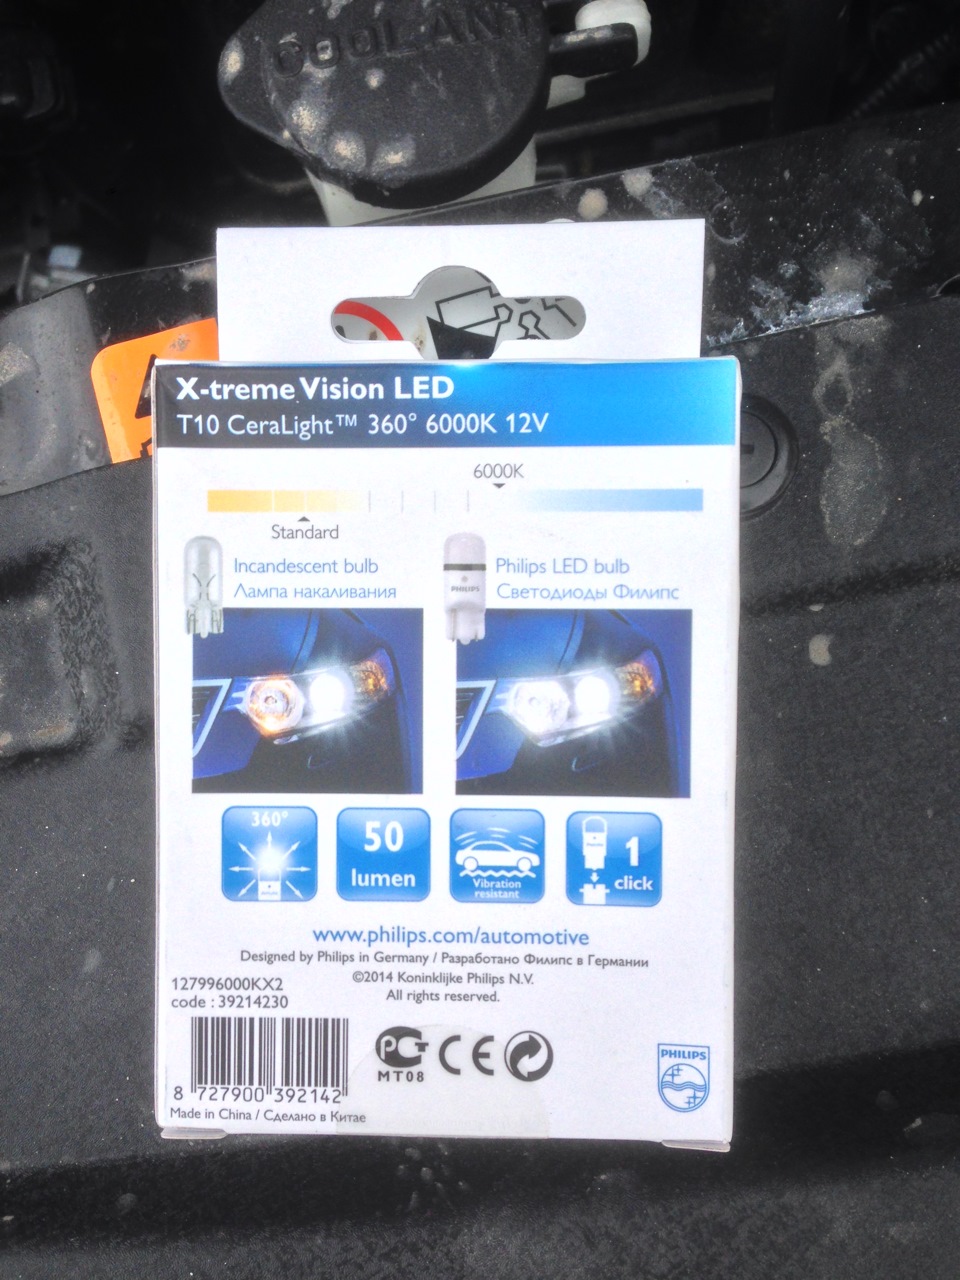 COOLANT
X-treme Vision LED
T10 CeraLight™ 360° 6000K 12V
6000K
Standard
Incandescent bulb
Лампа накаливания
Philips LED bulb
Светодиоды Филипс
PHILIPS
360°
50
lumen
Vibration
resistant
1
click
www.philips.com/automotive
Designed by Philips in Germany / Разработано Филипс в Германии
©2014 Koninklijke Philips N.V.
All rights reserved.
127996000KX2
code : 39214230
8 727900 392142
Made in China / Сделано в Китае
РСТ
MT08
CE
PHILIPS